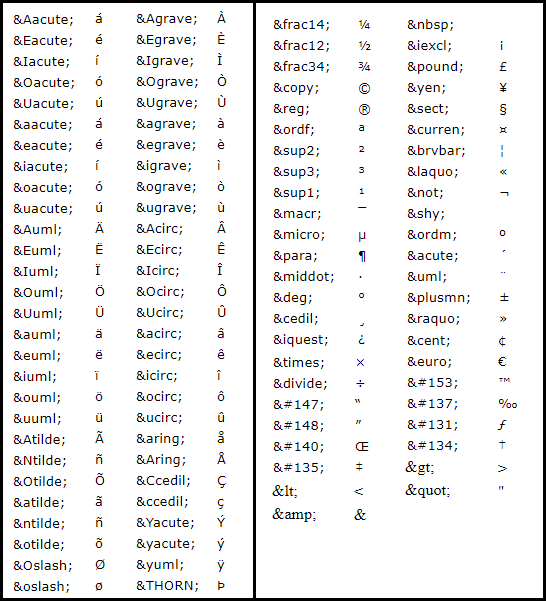 &Aacute; á &Agrave; À
&Eacute; é &Egrave; È
&Iacute; í &Igrave; Ì
&Oacute; ó &Ograve; Ò
&Uacute; ú &Ugrave; Ù
&aacute; á &agrave; à
&eacute; é &egrave; è
&iacute; í &igrave; ì
&oacute; ó &ograve; ò
&uacute; ú &ugrave; ù
&Auml; Ä &Acirc; Â
&Euml; Ë &Ecirc; Ê
&Iuml; Ï &Icirc; Î
&Ouml; Ö &Ocirc; Ô
&Uuml; Ü &Ucirc; Û
&auml; ä &acirc; â
&euml; ë &ecirc; ê
&iuml; ï &icirc; î
&ouml; ö &ocirc; ô
&uuml; ü &ucirc; û
&Atilde; Ã &aring; å
&Ntilde; ñ &Aring; Å
&Otilde; Õ &Ccedil; Ç
&atilde; ã &ccedil; ç
&ntilde; ñ &Yacute; Ý
&otilde; õ &yacute; ý
&Oslash; Ø &yuml; ÿ
&oslash; ø &THORN; Þ
&frac14; ¼ &nbsp;
&frac12; ½ &iexcl; ¡
&frac34; ¾ &pound; £
&copy; © &yen; ¥
&reg; ® &sect; §
&ordf; ª &curren; ¤
&sup2; ² &brvbar; ¦
&sup3; ³ &laquo; «
&sup1; ¹ &not; ¬
&macr; ¯ &shy;
&micro; µ &ordm; º
&para; ¶ &acute; ´
&middot; · &uml; ¨
&deg; ° &plusmn; ±
&cedil; ¸ &raquo; »
&iquest; ¿ &cent; ¢
&times; × &euro; €
&divide; ÷ &#153; ™
&#147; “ &#137; ‰
&#148; ” &#131; ƒ
&#140; Œ &#134; †
&#135; ‡ &gt; >
&lt; < &quot; "
&amp; &